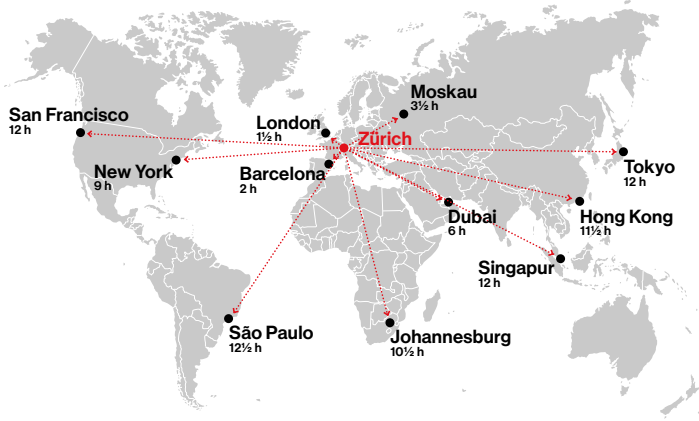 Moskau
3½ h
San Francisco
12 h
London
1½ h
Zürich
New York
9 h
Barcelona
2 h
Tokyo
12 h
Dubai
6 h
Hong Kong
11½ h
Singapur
12 h
São Paulo
12½ h
Johannesburg
10½ h